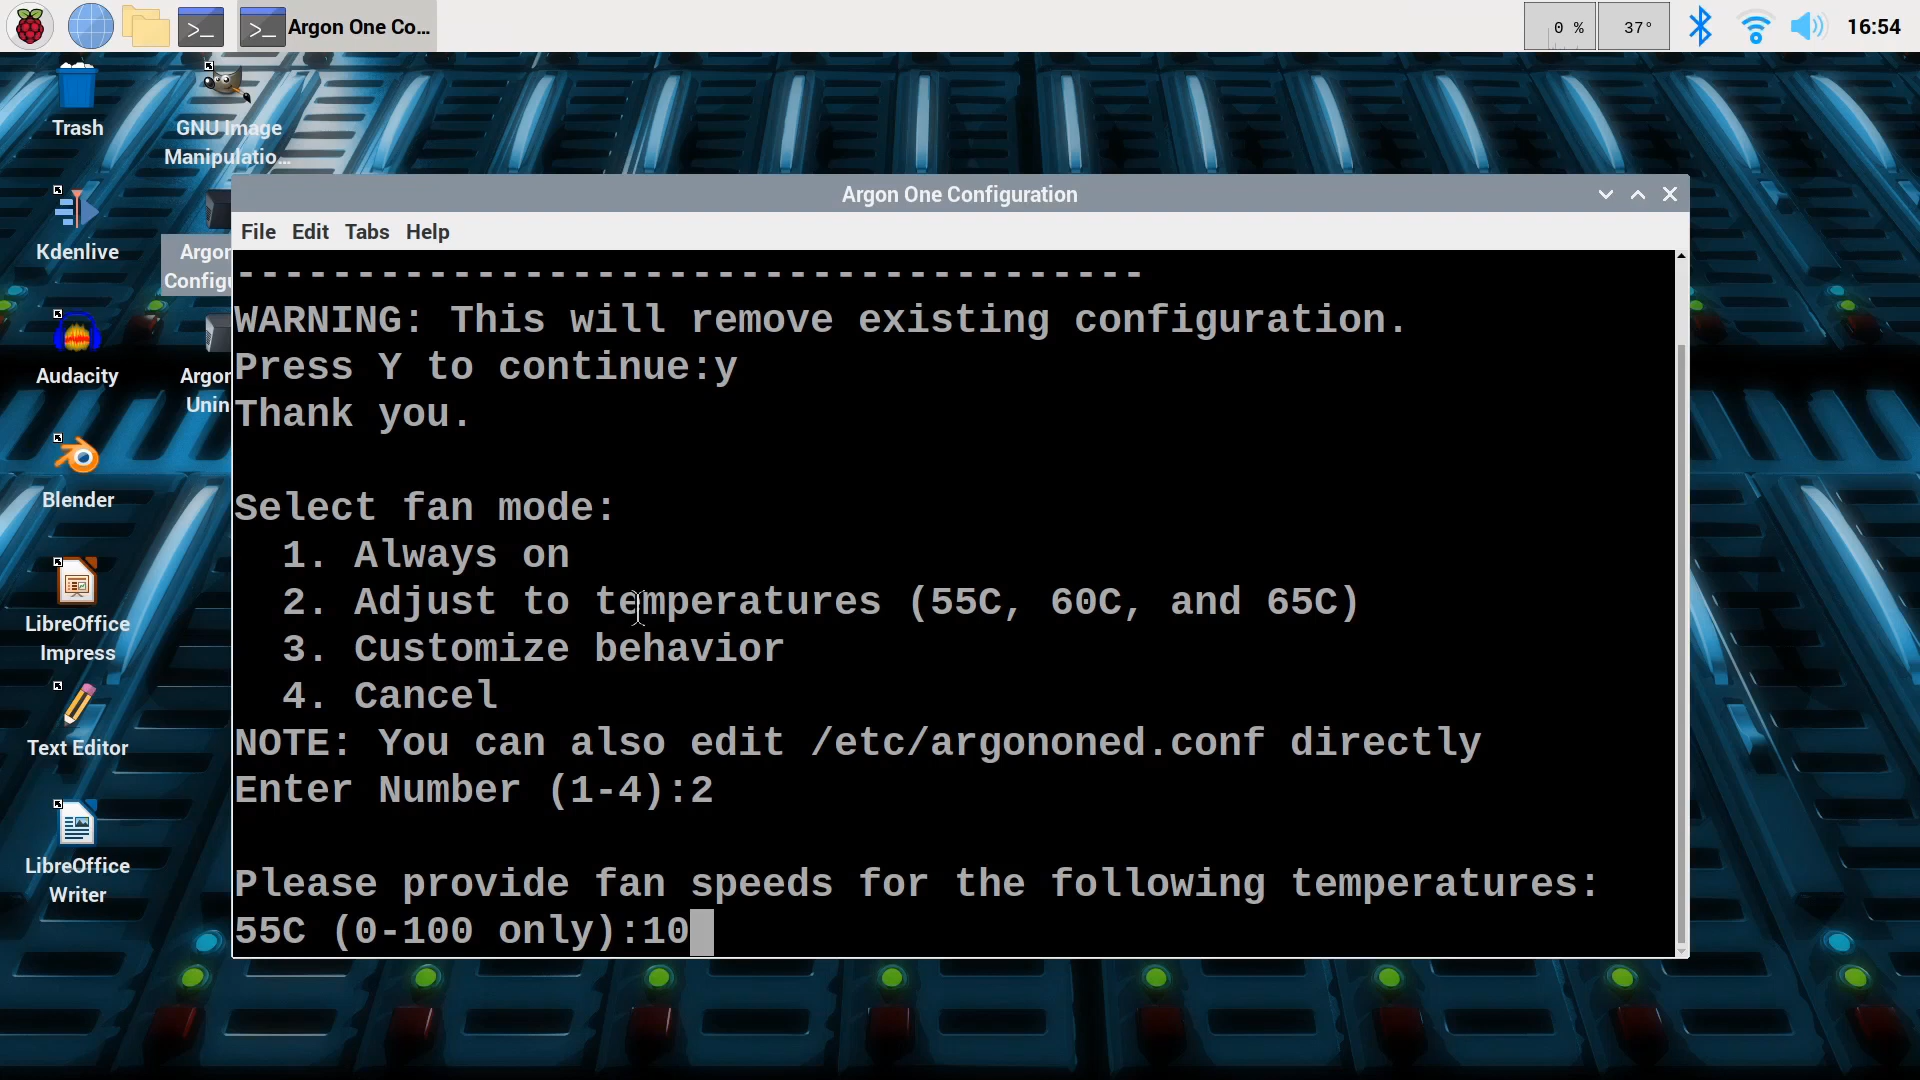 Argon One Co...
0 %
37°
16:54
Trash
GNU Image
Manipulatio...
Kdenlive
Argon
Configu
Audacity
Argon
Unin
Blender
LibreOffice
Impress
Text Editor
LibreOffice
Writer
Argon One Configuration
File Edit Tabs Help
--------------------------------------
WARNING: This will remove existing configuration.
Press Y to continue:y
Thank you.
Select fan mode:
1. Always on
2. Adjust to temperatures (55C, 60C, and 65C)
3. Customize behavior
4. Cancel
NOTE: You can also edit /etc/argononed.conf directly
Enter Number (1-4):2
Please provide fan speeds for the following temperatures:
55C (0-100 only):10